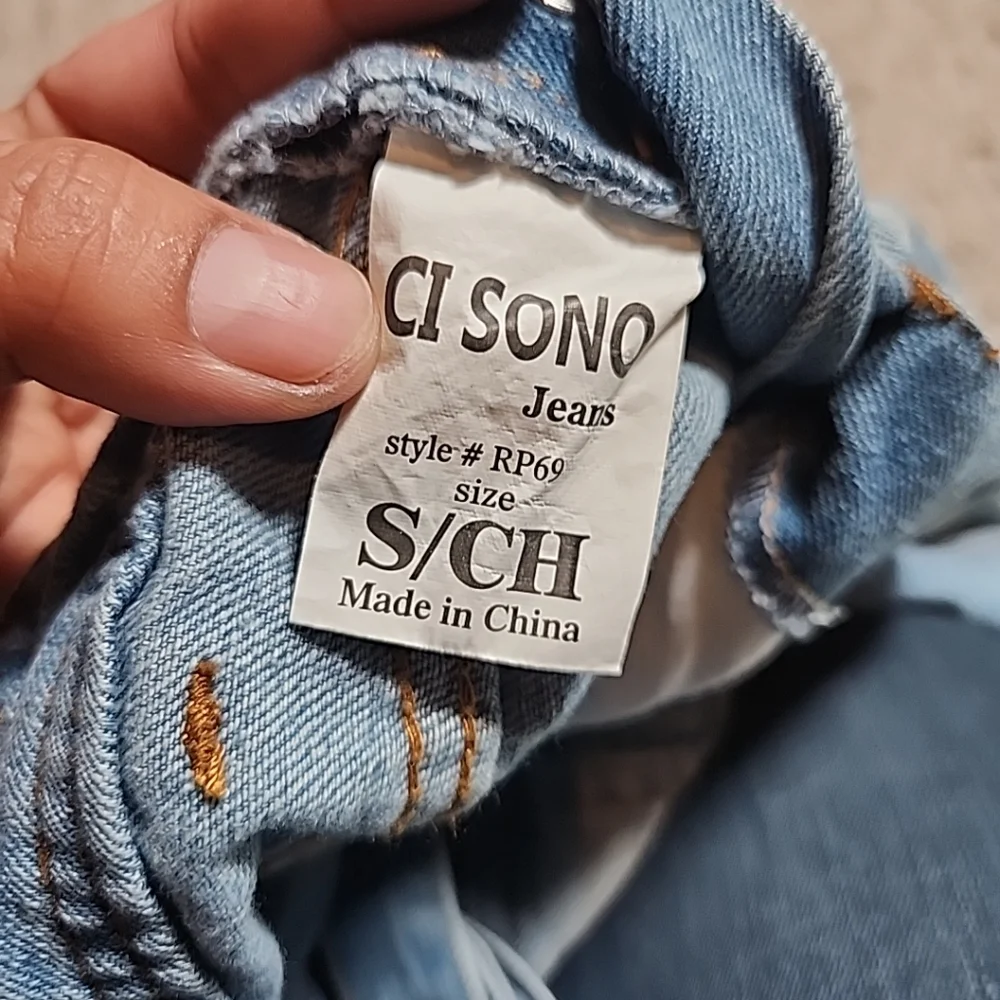 CI SONO
Jeans
style # RP69
size
S/CH
Made in China